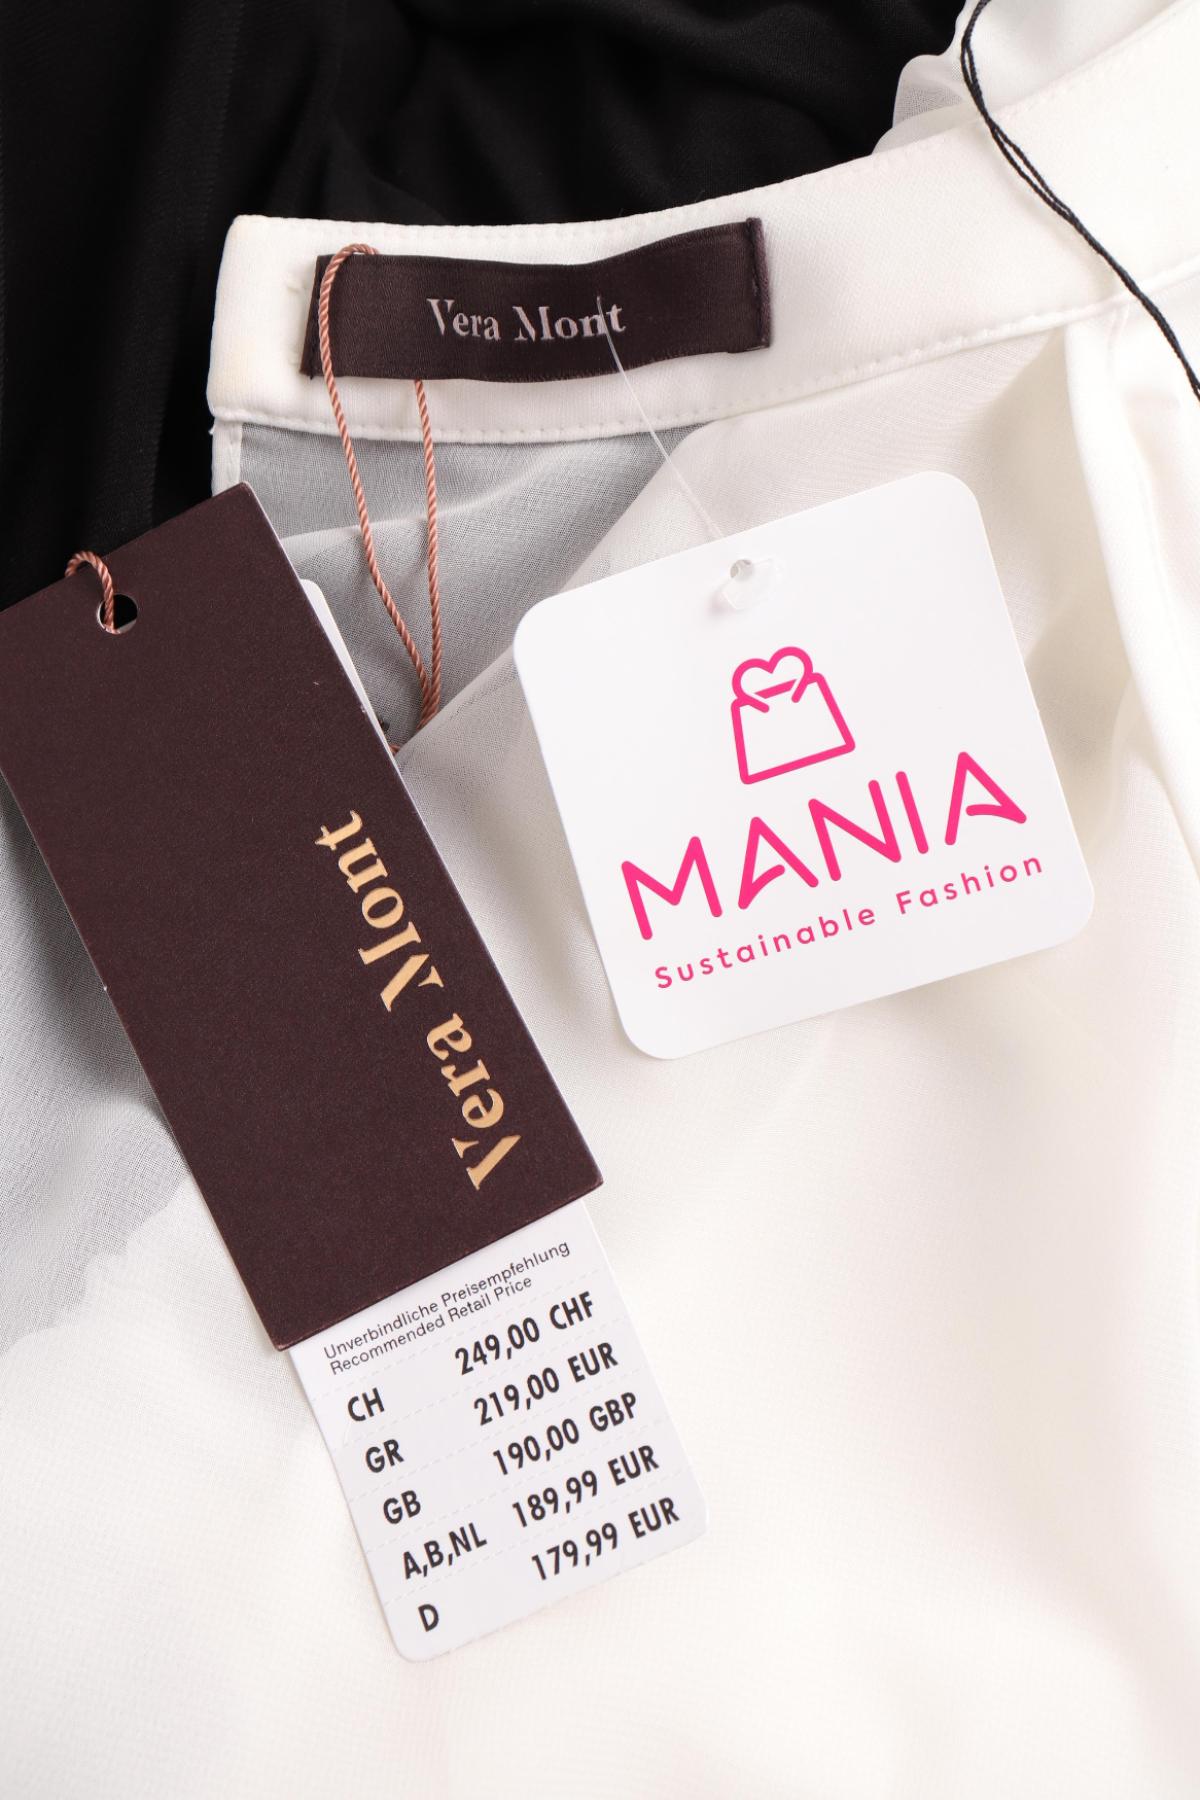 Vera Mont
MANIA
Sustainable Fashion
Vera Mont
Unverbindliche Preisempfehlung
Recommended Retail Price
CH 249,00 CHF
GR 219,00 EUR
GB 190,00 GBP
A,B,NL 189,99 EUR
D 179,99 EUR